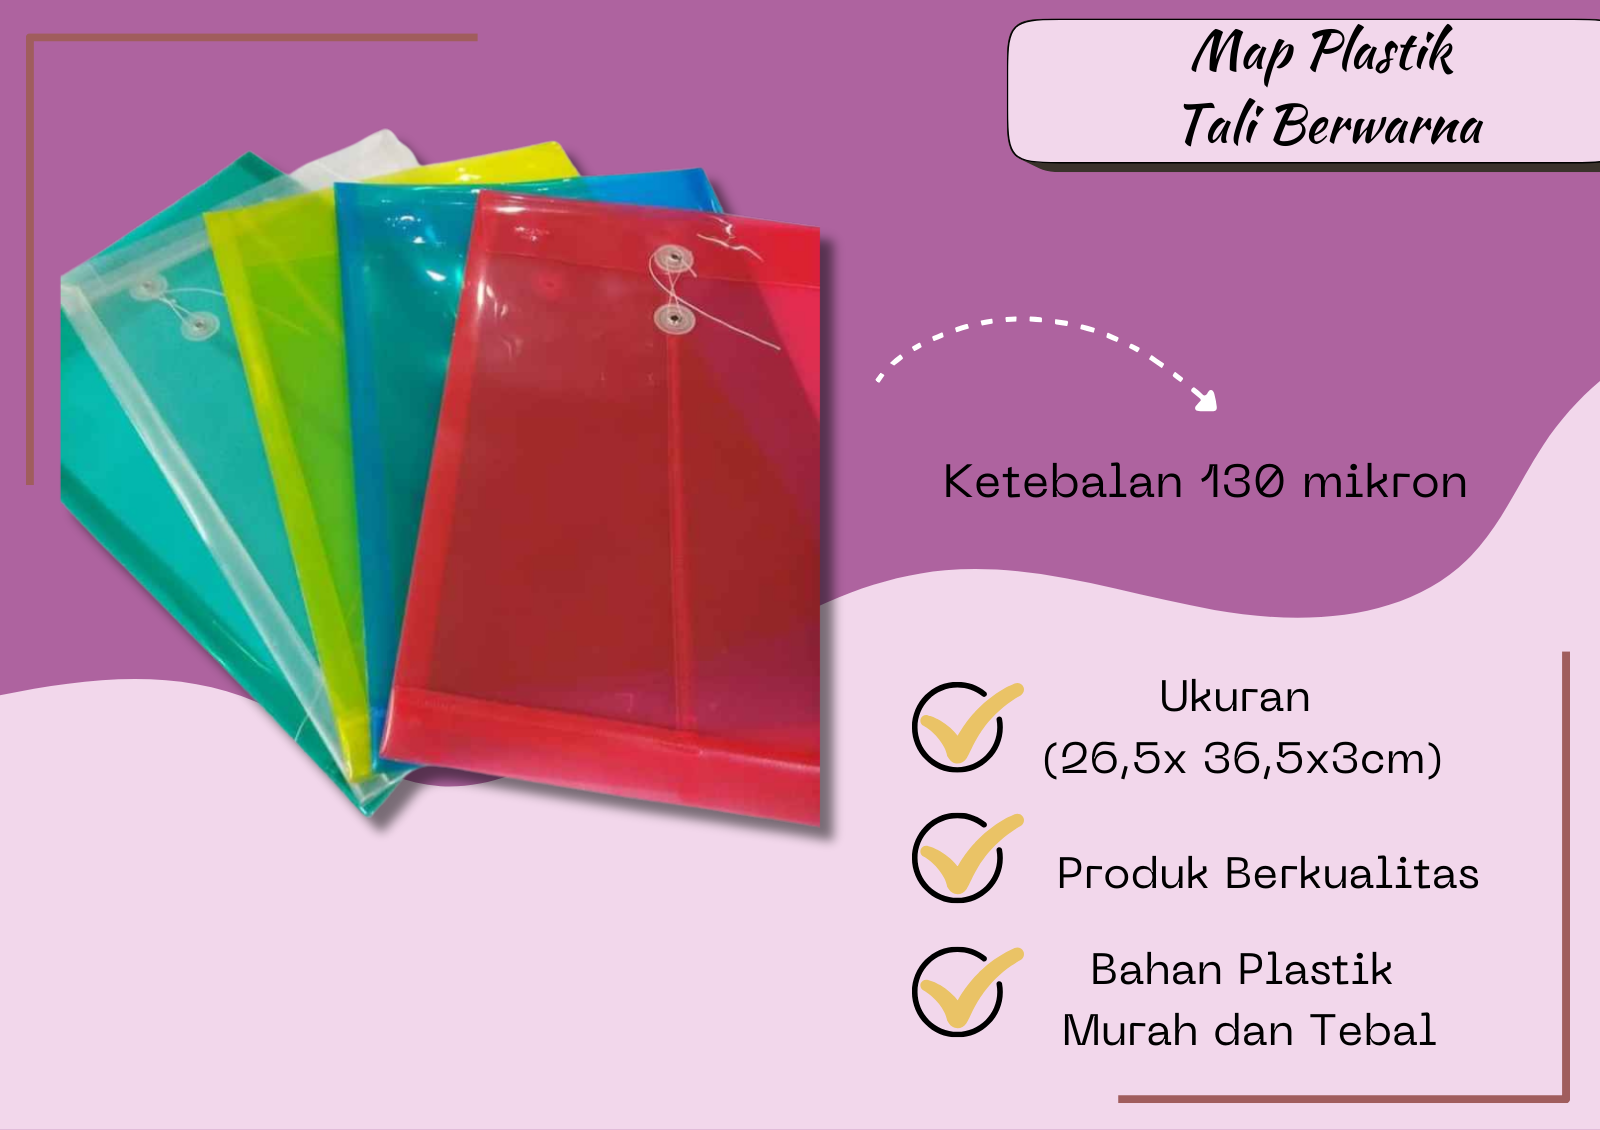 Map Plastik
Tali Berwarna
Ketebalan 130 mikron
Ukuran
(26,5x 36,5x3cm)
Produk Berkualitas
Bahan Plastik
Murah dan Tebal